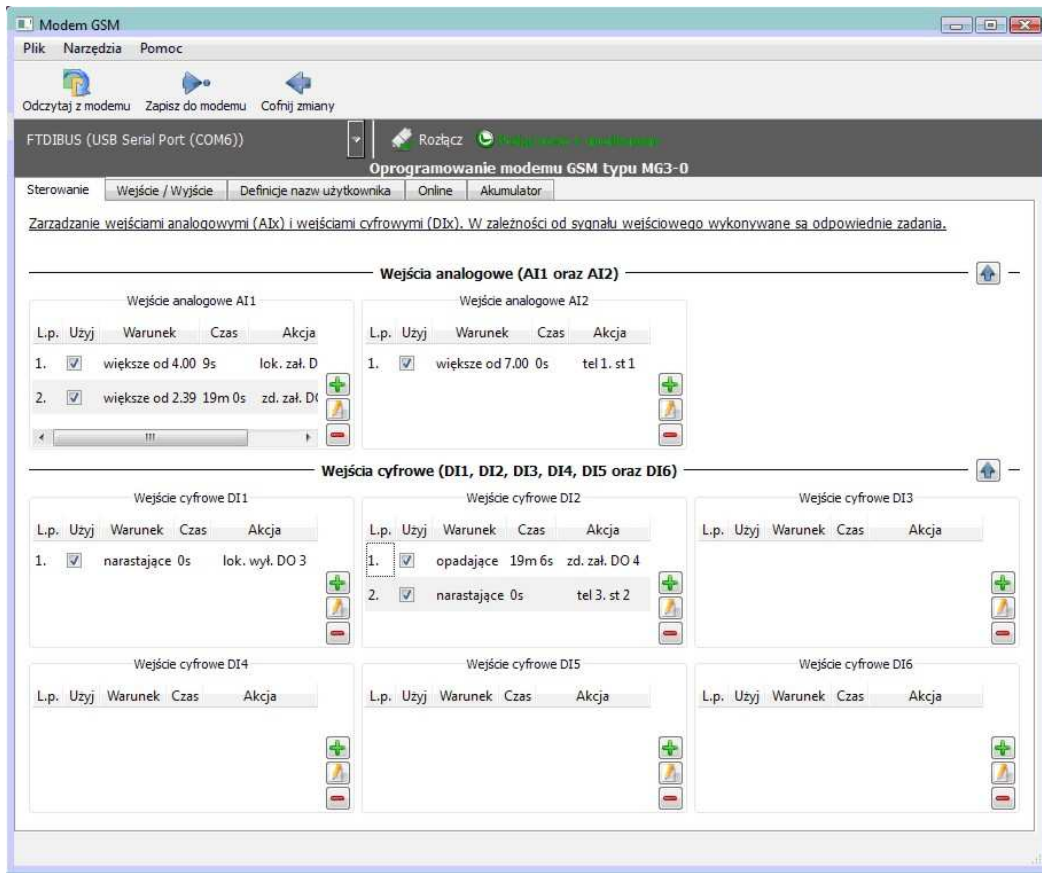 Modem GSM
Plik Narzędzia Pomoc
Odczytaj z modemu Zapisz do modemu Cofnij zmiany
FTDIBUS (USB Serial Port (COM6)) Rozłącz
Oprogramowanie modemu GSM typu MG3-0
Sterowanie Wejście / Wyjście Definicje nazw użytkownika Online Akumulator
Zarządzanie wejściami analogowymi (AIx) i wejściami cyfrowymi (DIx). W zależności od sygnału wejściowego wykonywane są odpowiednie zadania.
Wejścia analogowe (AI1 oraz AI2)
Wejście analogowe AI1 Wejście analogowe AI2
L.p. Użyj Warunek Czas Akcja L.p. Użyj Warunek Czas Akcja
1. większe od 4.00 9s lok. zał. D 1. większe od 7.00 0s tel 1. st 1
2. większe od 2.39 19m 0s zd. zał. D
Wejścia cyfrowe (DI1, DI2, DI3, DI4, DI5 oraz DI6)
Wejście cyfrowe DI1 Wejście cyfrowe DI2 Wejście cyfrowe DI3
L.p. Użyj Warunek Czas Akcja L.p. Użyj Warunek Czas Akcja L.p. Użyj Warunek Czas Akcja
1. narastające 0s lok. wył. DO 3 1. opadające 19m 6s zd. zał. DO 4
2. narastające 0s tel 3. st 2
Wejście cyfrowe DI4 Wejście cyfrowe DI5 Wejście cyfrowe DI6
L.p. Użyj Warunek Czas Akcja L.p. Użyj Warunek Czas Akcja L.p. Użyj Warunek Czas Akcja